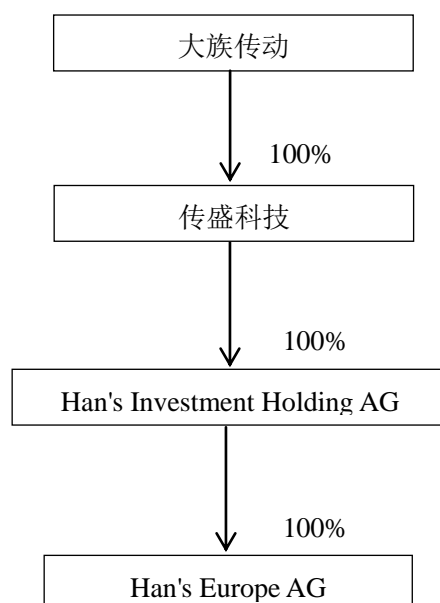 大族传动
100%
传盛科技
100%
Han's Investment Holding AG
100%
Han's Europe AG